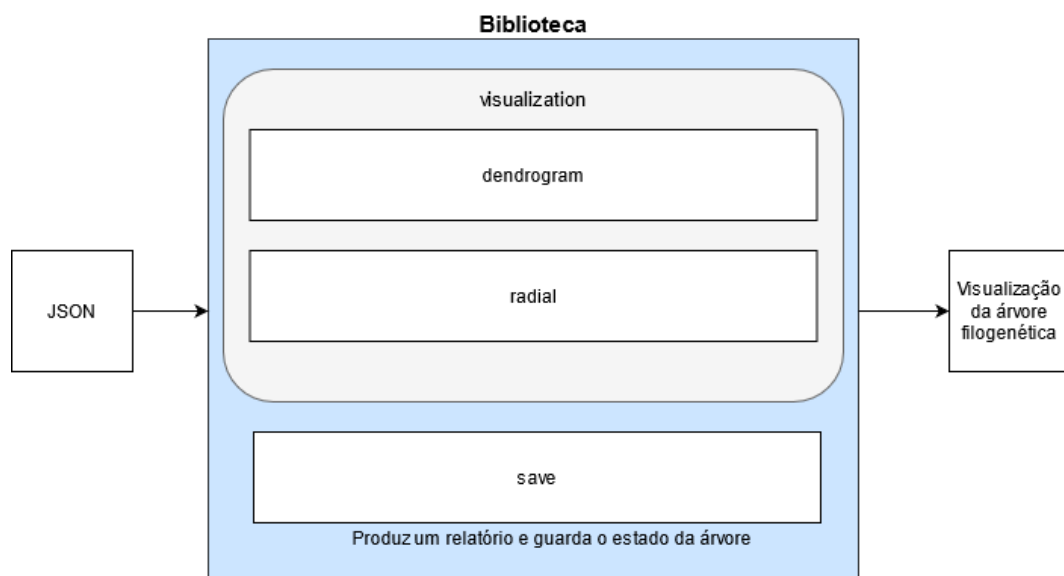 Biblioteca
visualization
dendrogram
radial
JSON
Visualização
da árvore
filogenética
save
Produz um relatório e guarda o estado da árvore